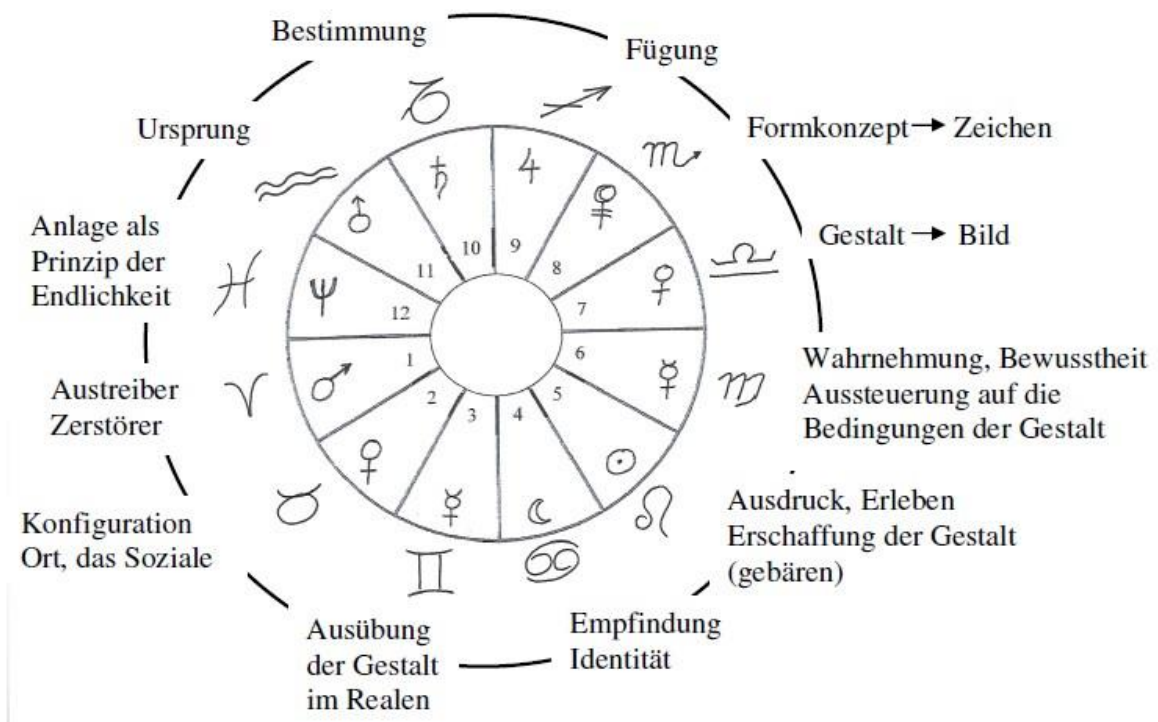 Bestimmung
Fügung
Ursprung
Formkonzept → Zeichen
Anlage als
Prinzip der
Endlichkeit
Gestalt → Bild
Austreiber
Zerstörer
Wahrnehmung, Bewusstheit
Aussteuerung auf die
Bedingungen der Gestalt
Konfiguration
Ort, das Soziale
Ausdruck, Erleben
Erschaffung der Gestalt
(gebären)
Ausübung
der Gestalt
im Realen
Empfindung
Identität
♑ ♐ ♏ ♎ ♍ ♌ ♋ ♊ ♉ ♈ ♓ ♒
♄ ♃ ♀ ☿ ☉ ☾ ☿ ♀ ♂ ♆
10
9
11
8
12
7
1
6
2
5
3
4